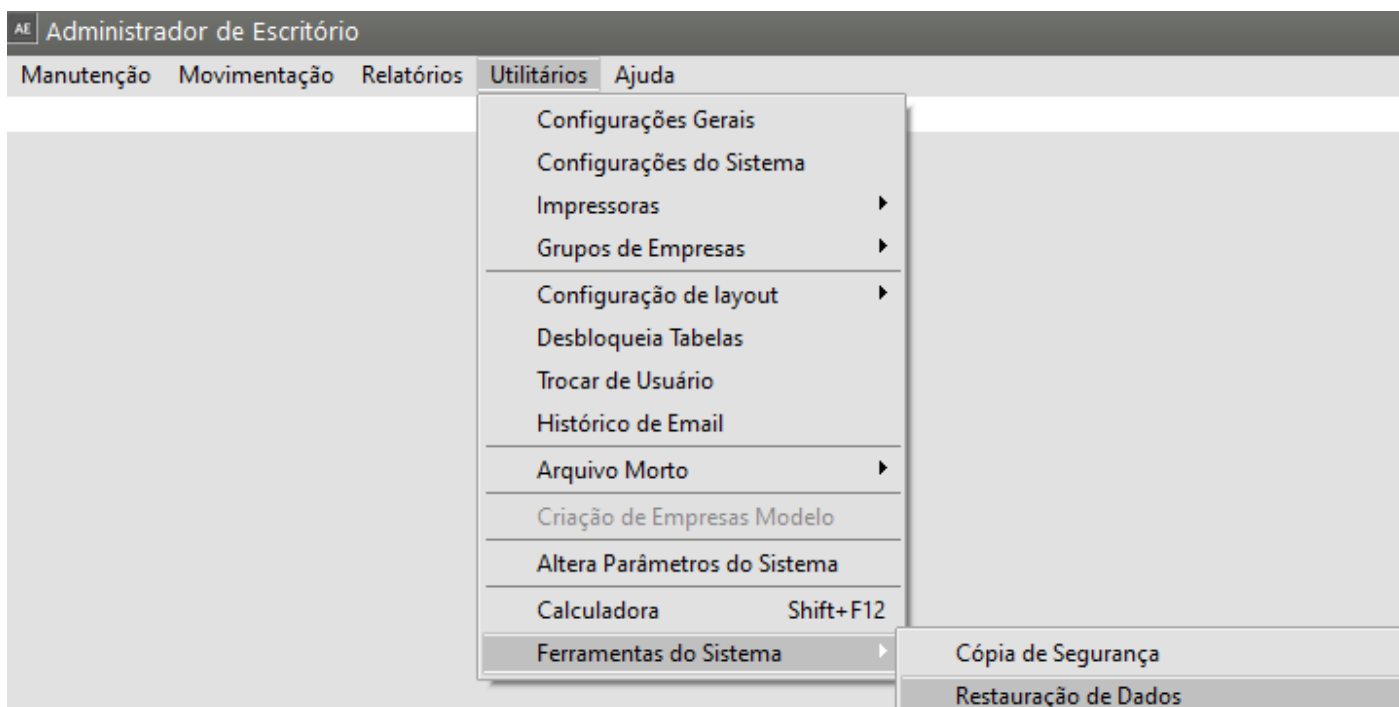 AE Administrador de Escritório
Manutenção Movimentação Relatórios Utilitários Ajuda
Configurações Gerais
Configurações do Sistema
Impressoras
Grupos de Empresas
Configuração de layout
Desbloqueia Tabelas
Trocar de Usuário
Histórico de Email
Arquivo Morto
Criação de Empresas Modelo
Altera Parâmetros do Sistema
Calculadora Shift+F12
Ferramentas do Sistema Cópia de Segurança
Restauração de Dados